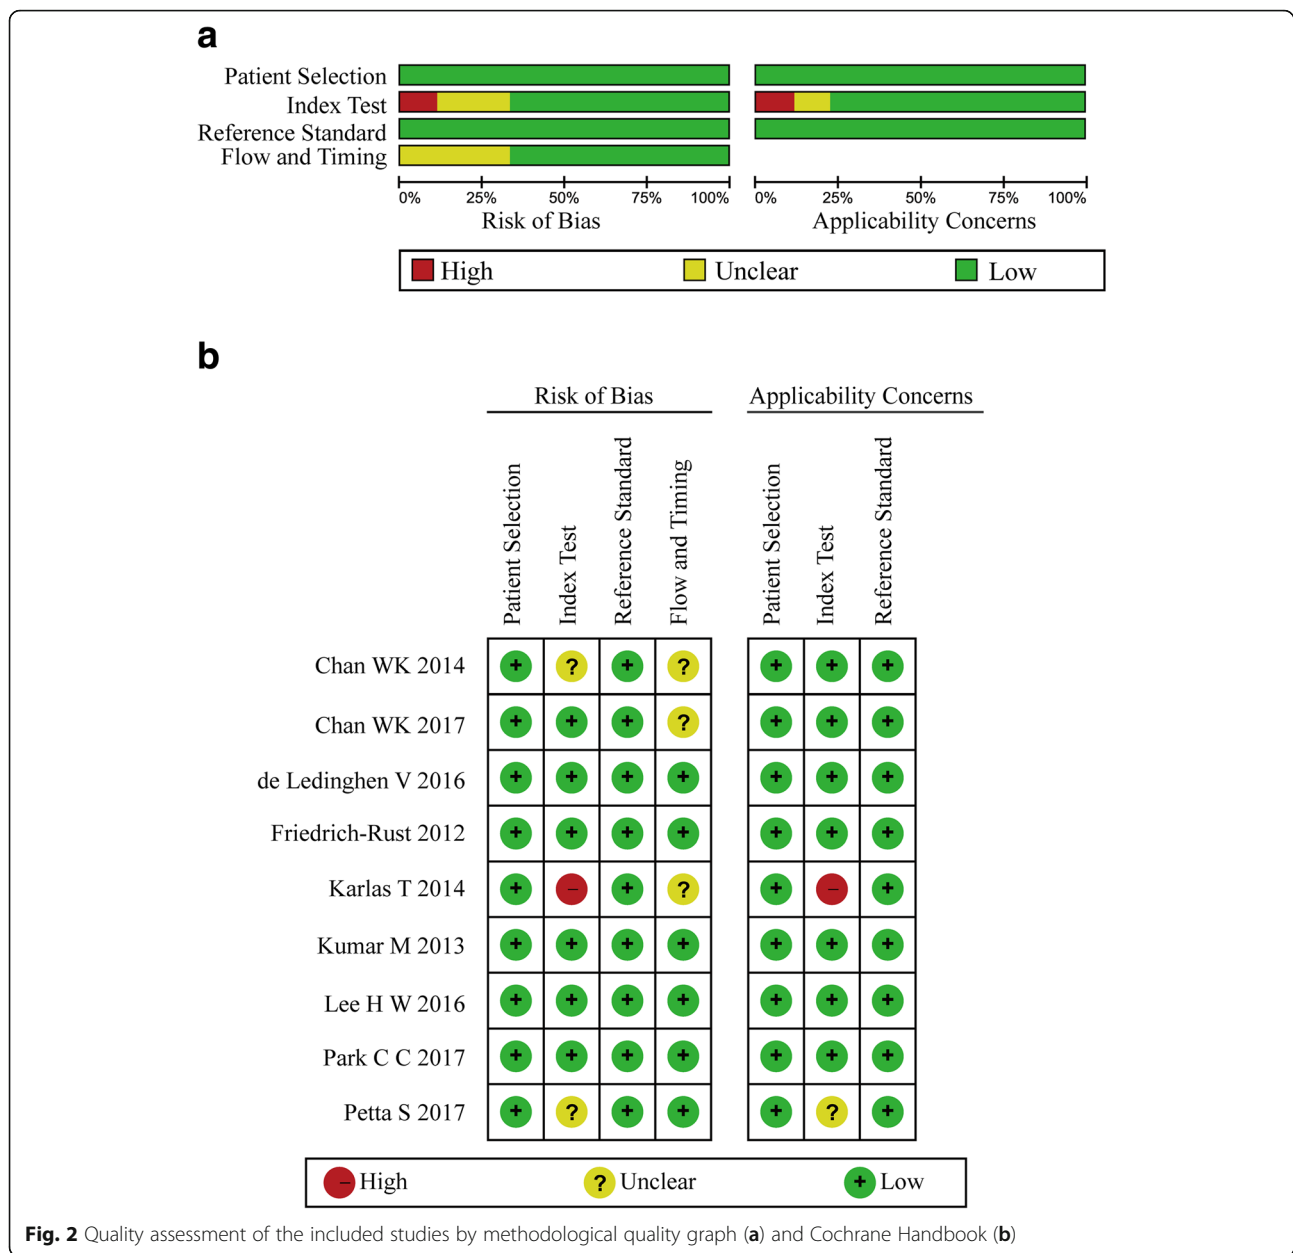 a
Patient Selection
Index Test
Reference Standard
Flow and Timing
0% 25% 50% 75% 100%
Risk of Bias
0% 25% 50% 75% 100%
Applicability Concerns
High Unclear Low
b
Risk of Bias Applicability Concerns
Patient Selection
Index Test
Reference Standard
Flow and Timing
Patient Selection
Index Test
Reference Standard
Chan WK 2014 + ? + ? + + +
Chan WK 2017 + + + ? + + +
de Ledinghen V 2016 + + + + + + +
Friedrich-Rust 2012 + + + + + + +
Karlas T 2014 + – + ? + – +
Kumar M 2013 + + + + + + +
Lee H W 2016 + + + + + + +
Park C C 2017 + + + + + + +
Petta S 2017 + ? + + + ? +
– High ? Unclear + Low
Fig. 2 Quality assessment of the included studies by methodological quality graph (a) and Cochrane Handbook (b)